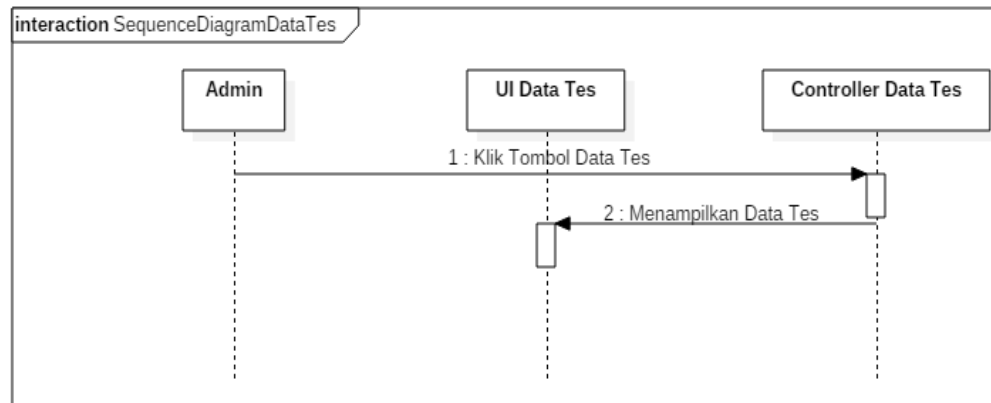 interaction SequenceDiagramDataTes
Admin
UI Data Tes
Controller Data Tes
1 : Klik Tombol Data Tes
2 : Menampilkan Data Tes